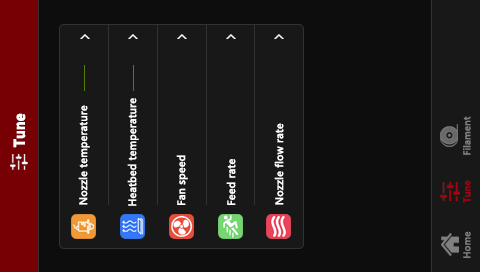 Tune
Nozzle temperature
Heatbed temperature
Fan speed
Feed rate
Nozzle flow rate
Home
Tune
Filament